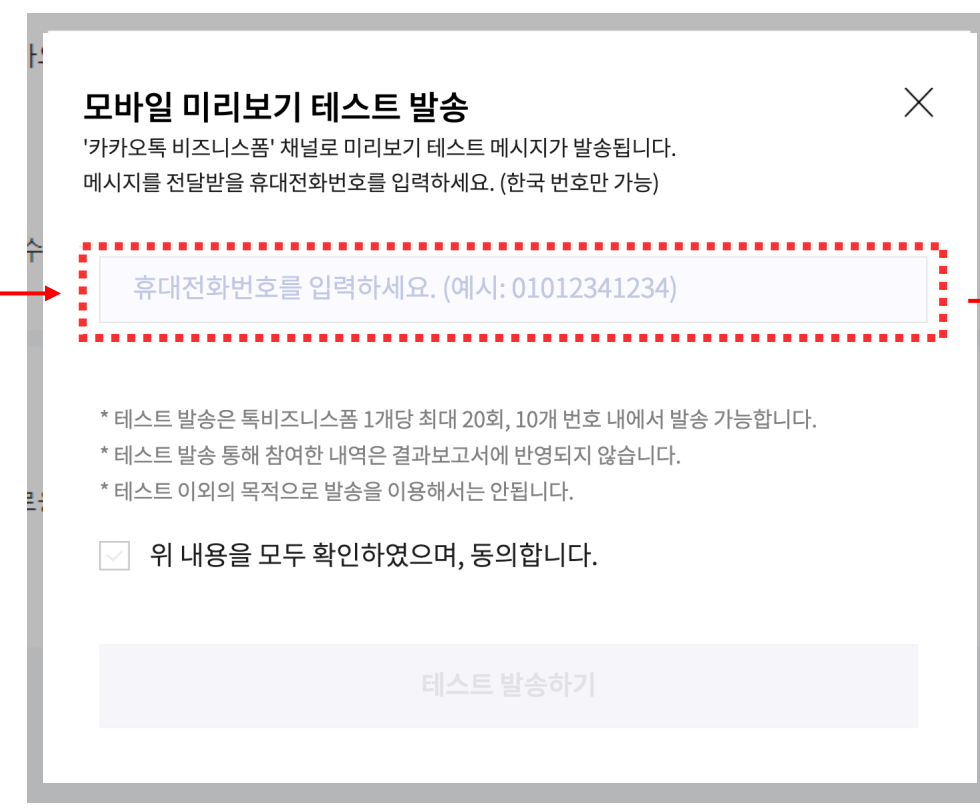 모바일 미리보기 테스트 발송
'카카오톡 비즈니스폼' 채널로 미리보기 테스트 메시지가 발송됩니다.
메시지를 전달받을 휴대전화번호를 입력하세요. (한국 번호만 가능)
수
휴대전화번호를 입력하세요. (예시: 01012341234)
* 테스트 발송은 톡비즈니스폼 1개당 최대 20회, 10개 번호 내에서 발송 가능합니다.
* 테스트 발송 통해 참여한 내역은 결과보고서에 반영되지 않습니다.
* 테스트 이외의 목적으로 발송을 이용해서는 안됩니다.
위 내용을 모두 확인하였으며, 동의합니다.
테스트 발송하기